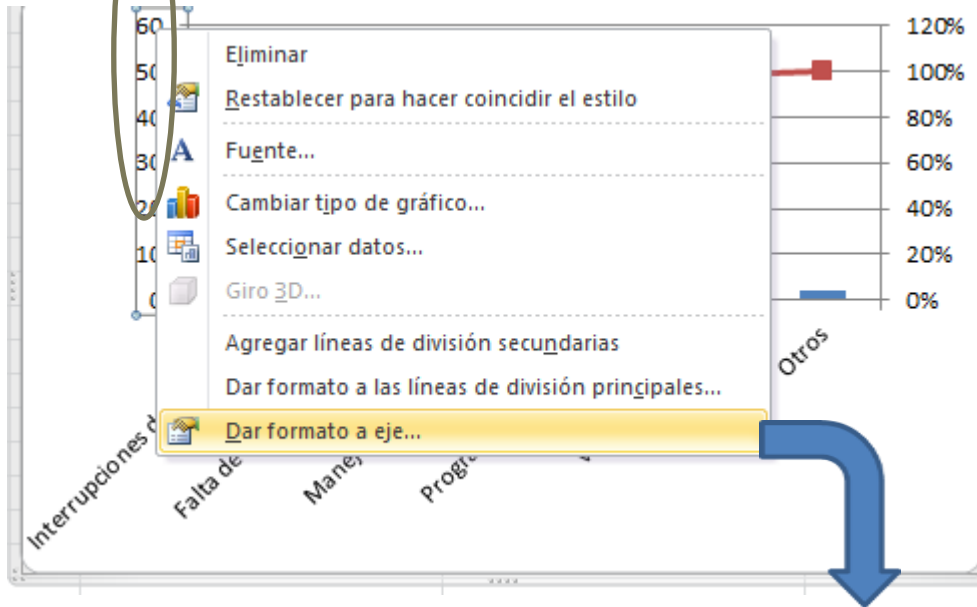 60
50
40
30
20
10
0
Eliminar
Restablecer para hacer coincidir el estilo
Fuente...
Cambiar tipo de gráfico...
Seleccionar datos...
Giro 3D...
Agregar líneas de división secundarias
Dar formato a las líneas de división principales...
Dar formato a eje...
120%
100%
80%
60%
40%
20%
0%
Interrupciones
Falta de
Otros